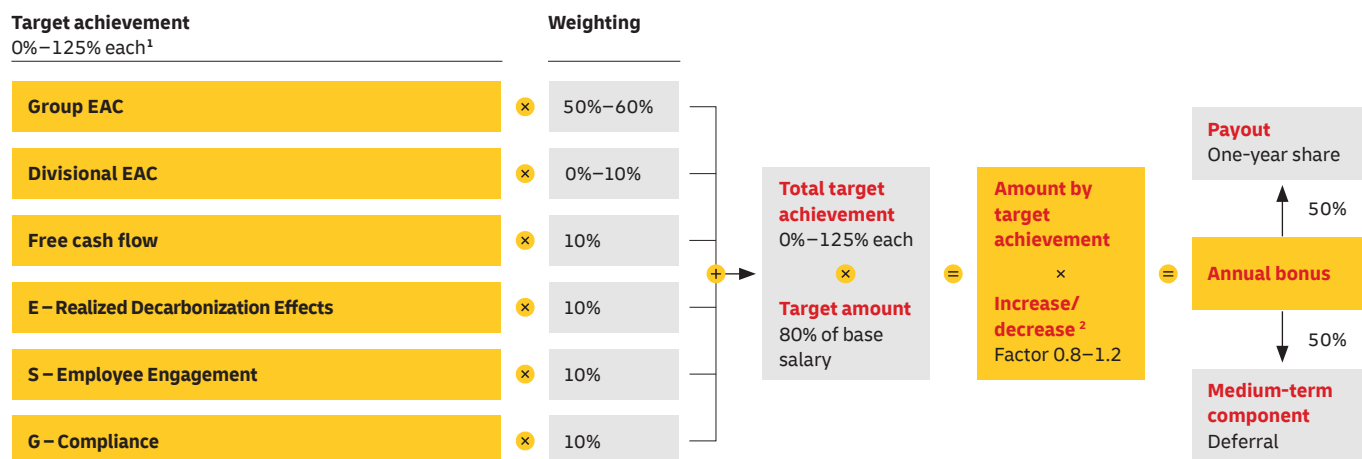 Target achievement
0%–125% each¹
Weighting
Group EAC
×
50%–60%
Divisional EAC
×
0%–10%
Free cash flow
×
10%
E – Realized Decarbonization Effects
×
10%
S – Employee Engagement
×
10%
G – Compliance
×
10%
+
Total target
achievement
0%–125% each
×
Target amount
80% of base
salary
=
Amount by
target
achievement
×
Increase/
decrease ²
Factor 0.8–1.2
=
Payout
One-year share
50%
Annual bonus
50%
Medium-term
component
Deferral